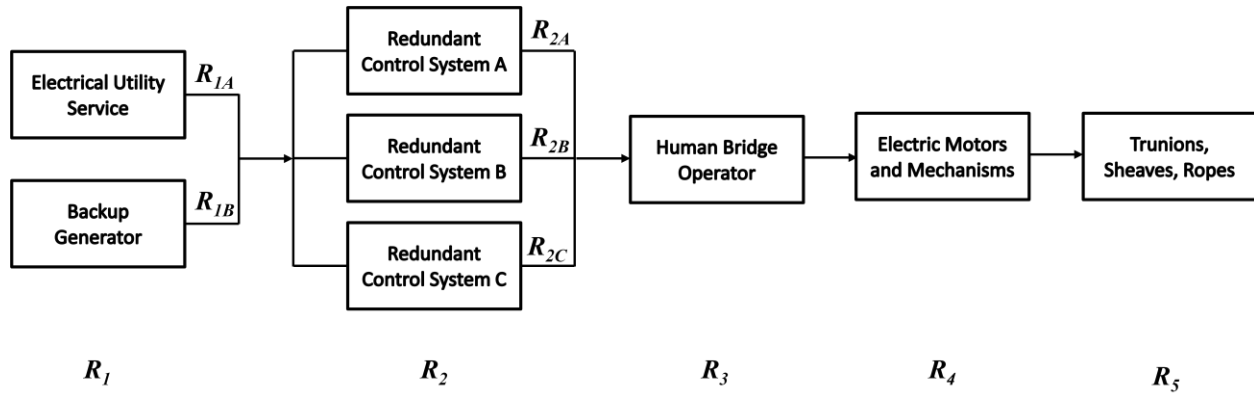 Electrical Utility
Service
R1A
Backup
Generator
R1B
Redundant
Control System A
R2A
Redundant
Control System B
R2B
Redundant
Control System C
R2C
Human Bridge
Operator
Electric Motors
and Mechanisms
Trunions,
Sheaves, Ropes
R1
R2
R3
R4
R5